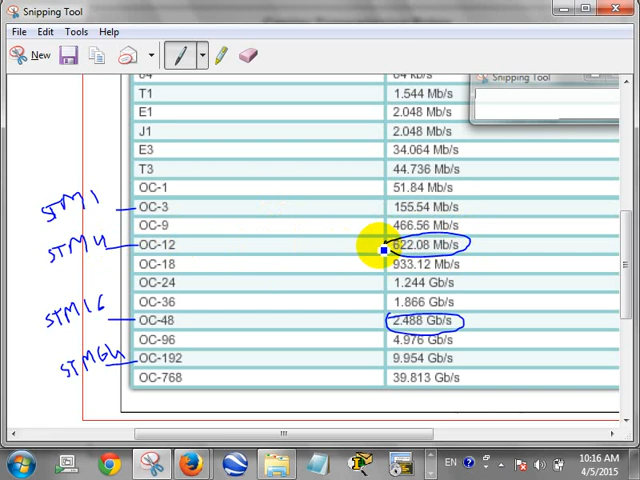 Snipping Tool
File Edit Tools Help
New
Snipping Tool
64 kb/s
T1 1.544 Mb/s
E1 2.048 Mb/s
J1 2.048 Mb/s
E3 34.064 Mb/s
T3 44.736 Mb/s
OC-1 51.84 Mb/s
STM1 OC-3 155.54 Mb/s
OC-9 466.56 Mb/s
STM4 OC-12 622.08 Mb/s
OC-18 933.12 Mb/s
OC-24 1.244 Gb/s
OC-36 1.866 Gb/s
STM16 OC-48 2.488 Gb/s
OC-96 4.976 Gb/s
STM64 OC-192 9.954 Gb/s
OC-768 39.813 Gb/s
EN 10:16 AM
4/5/2015